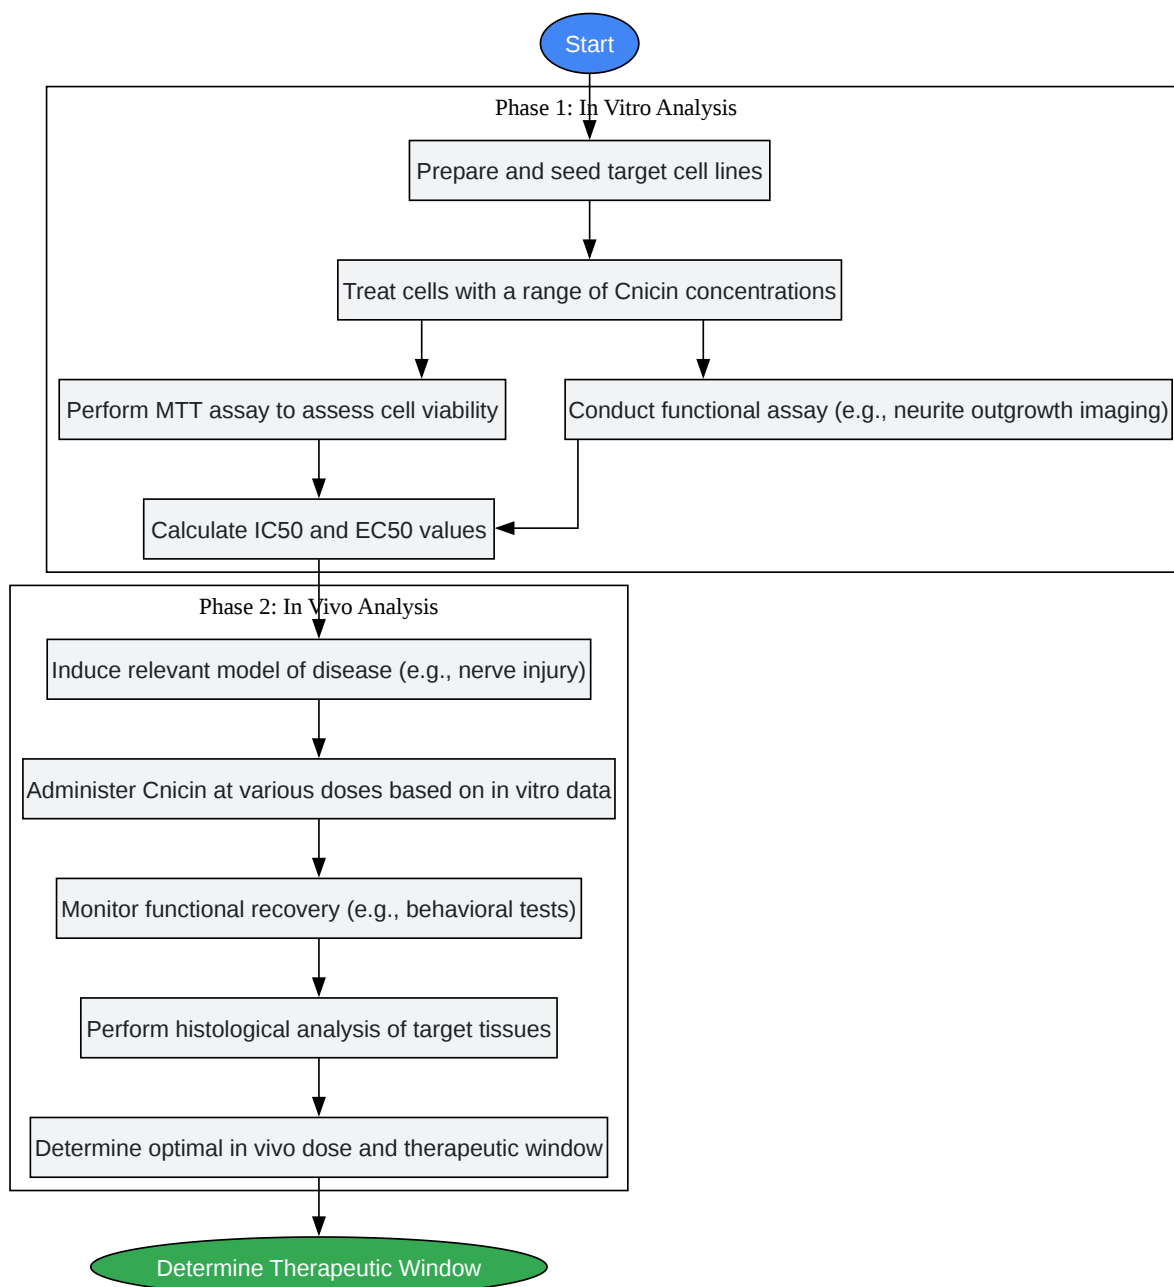 Start
Phase 1: In Vitro Analysis
Prepare and seed target cell lines
Treat cells with a range of Cnicin concentrations
Perform MTT assay to assess cell viability
Conduct functional assay (e.g., neurite outgrowth imaging)
Calculate IC50 and EC50 values
Phase 2: In Vivo Analysis
Induce relevant model of disease (e.g., nerve injury)
Administer Cnicin at various doses based on in vitro data
Monitor functional recovery (e.g., behavioral tests)
Perform histological analysis of target tissues
Determine optimal in vivo dose and therapeutic window
Determine Therapeutic Window